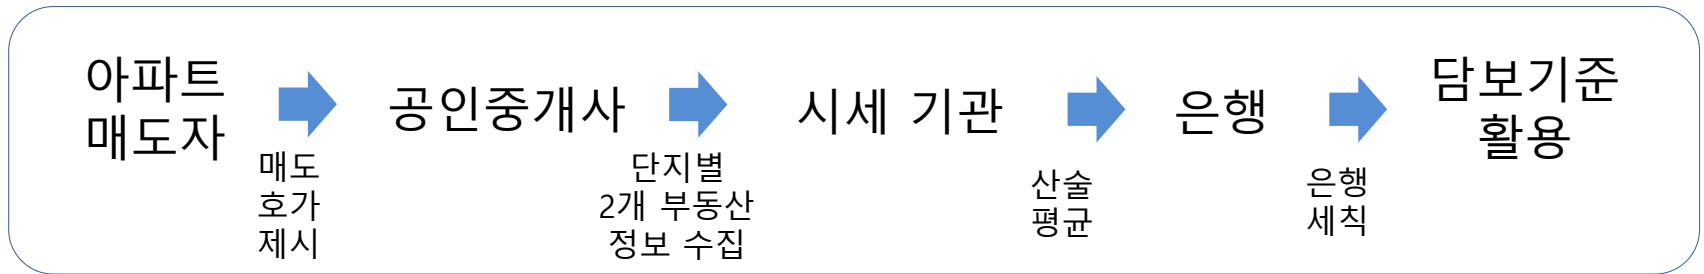 아파트
매도자
매도
호가
제시
공인중개사
단지별
2개 부동산
정보 수집
시세 기관
산술
평균
은행
은행
세칙
담보기준
활용